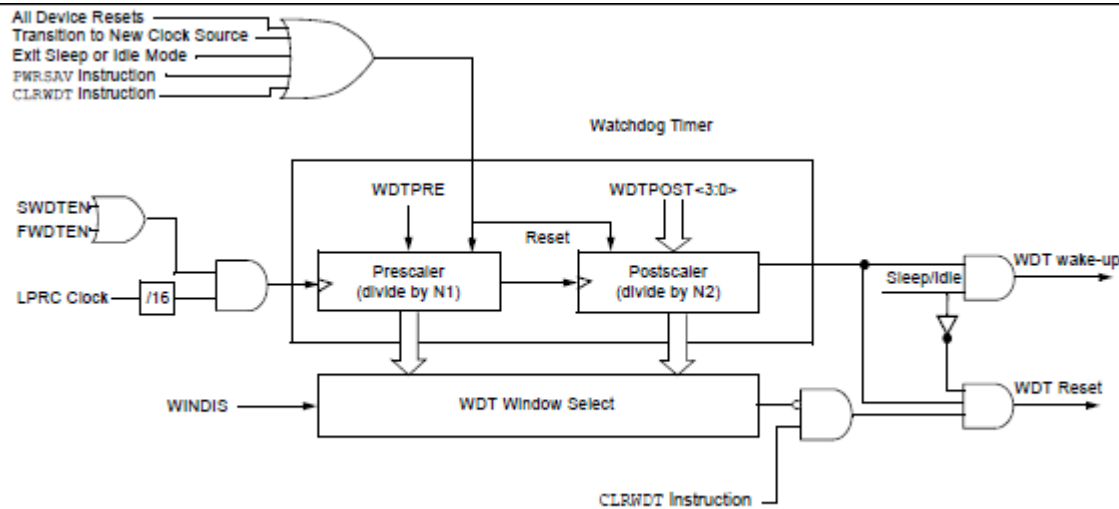 All Device Resets
Transition to New Clock Source
Exit Sleep or Idle Mode
PWRSAV Instruction
CLRWDT Instruction
Watchdog Timer
WDTPRE
WDTPOST<3:0>
SWDTEN
FWDTEN
Reset
LPRC Clock
/16
Prescaler
(divide by N1)
Postscaler
(divide by N2)
WDT wake-up
Sleep/Idle
WINDIS
WDT Window Select
WDT Reset
CLRWDT Instruction